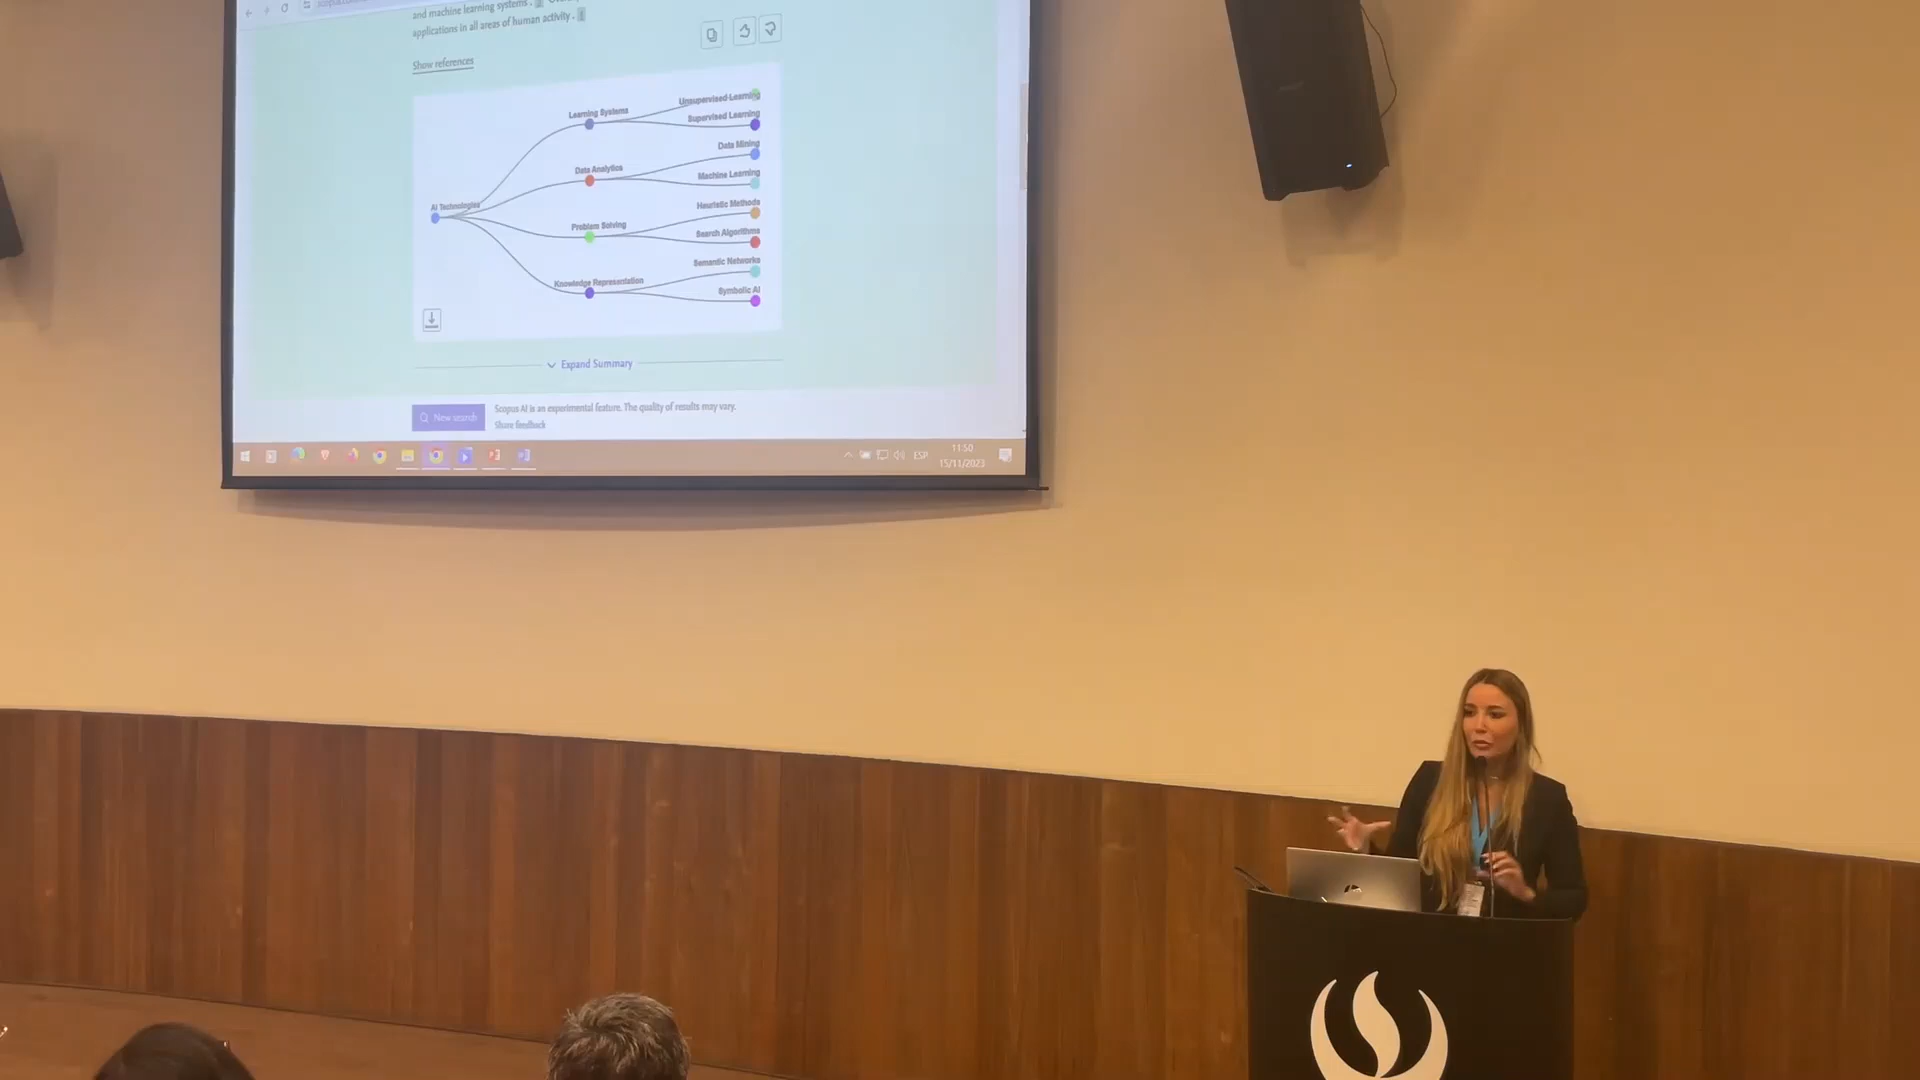 and machine learning systems.
applications in all areas of human activity.
Show references
Unsupervised Learning
Learning Systems
Supervised Learning
Data Mining
Data Analytics
Machine Learning
Heuristic Methods
AI Technologies
Problem Solving
Search Algorithms
Semantic Networks
Knowledge Representation
Symbolic AI
Expand Summary
New search
Scopus AI is an experimental feature. The quality of results may vary.
Share feedback
ESP
11:50
15/11/2023